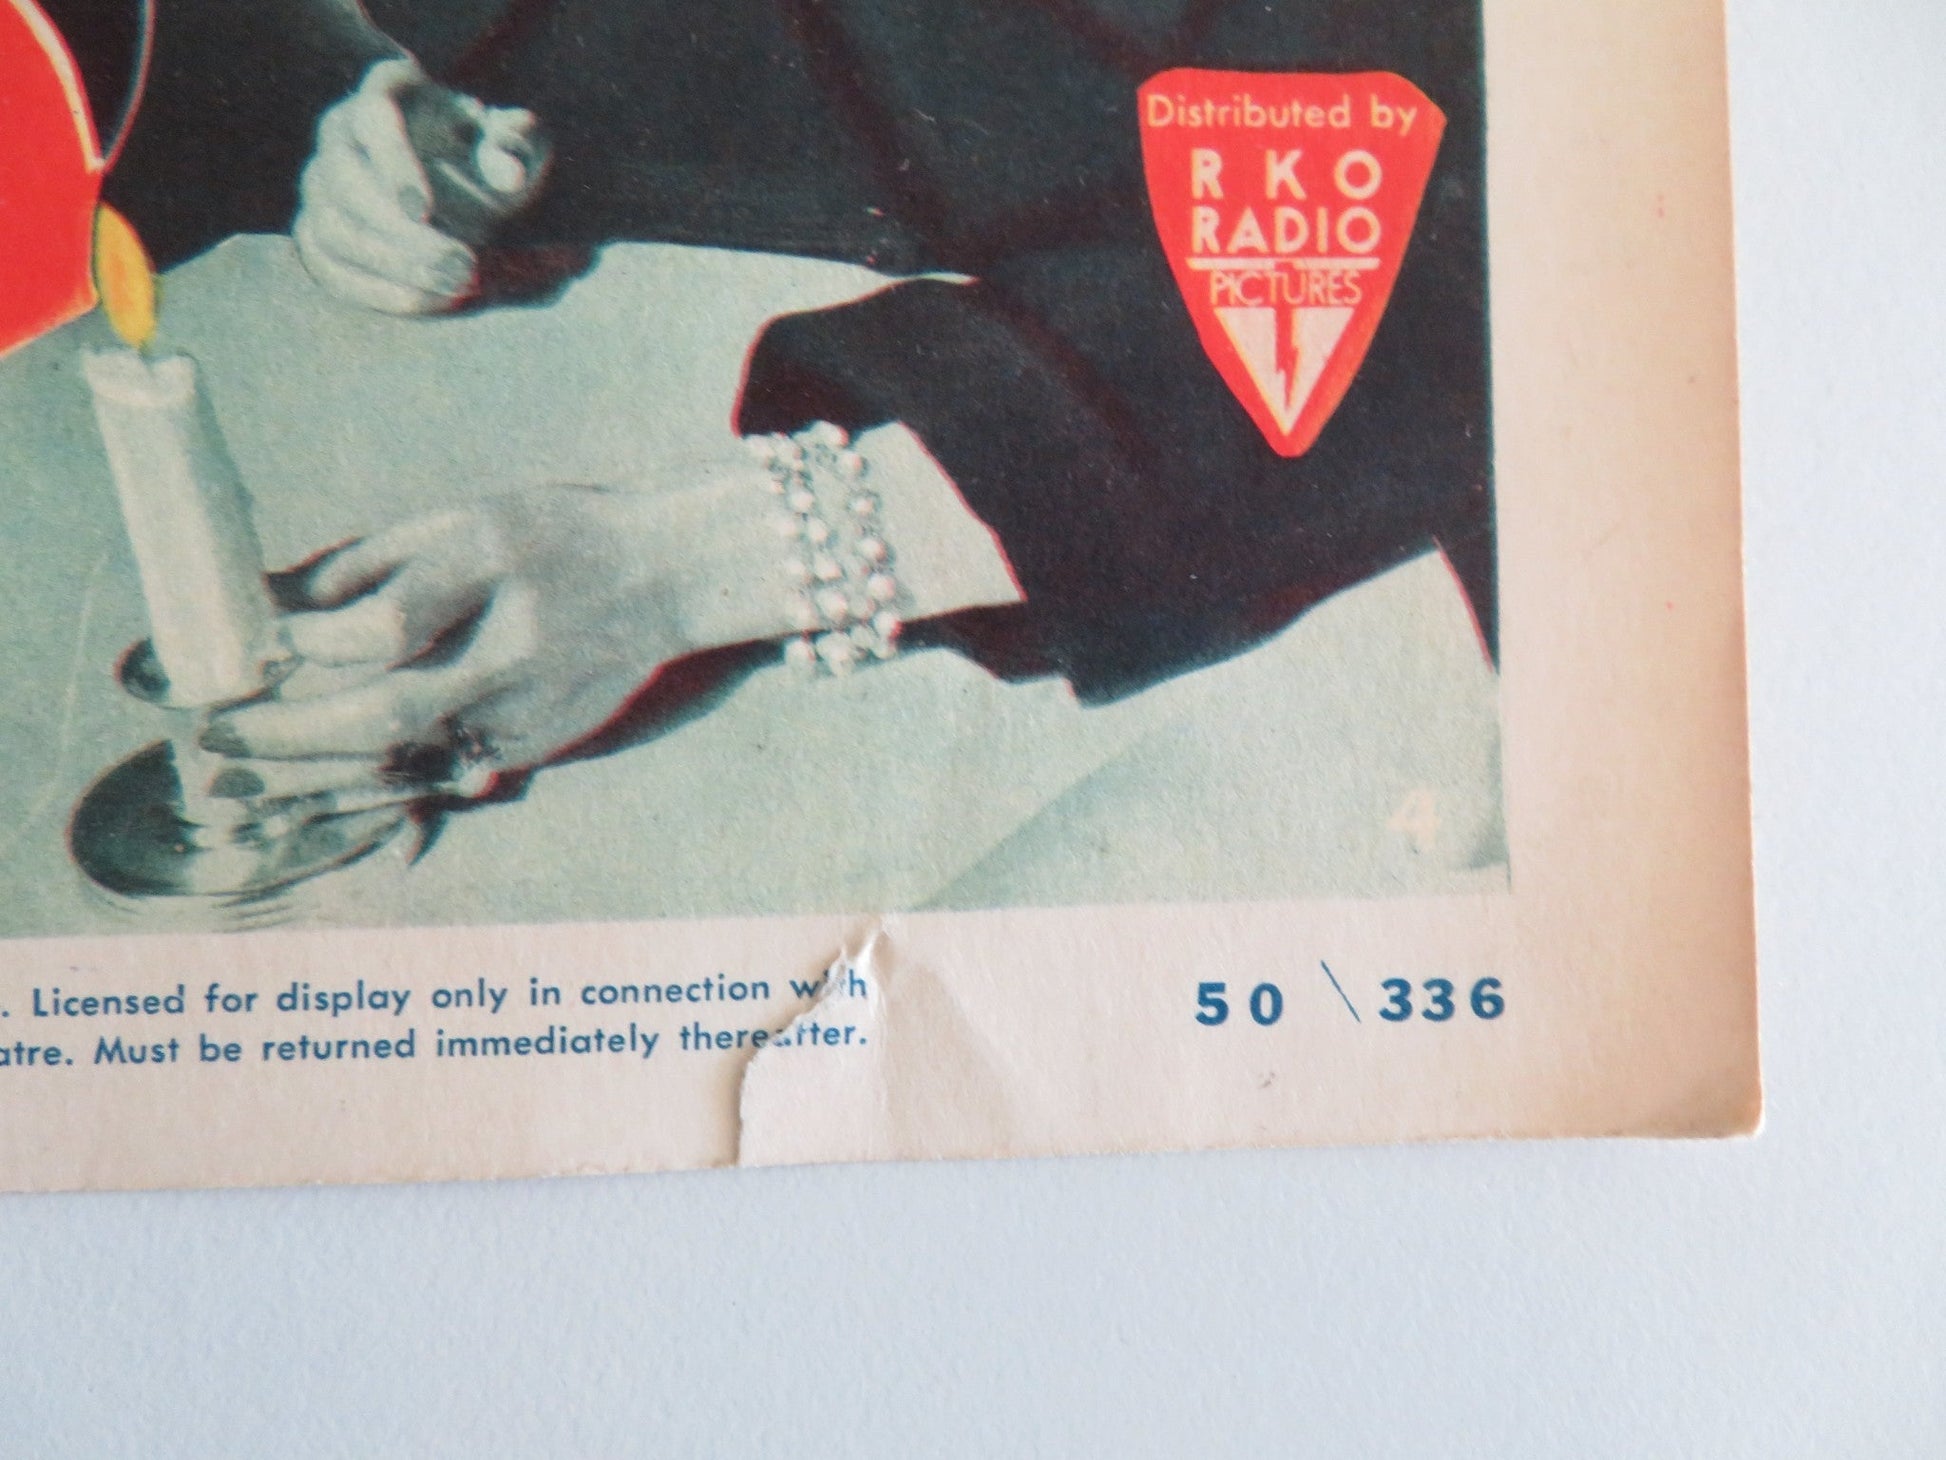 Distributed by
R K O
RADIO
PICTURES
4
. Licensed for display only in connection with
atre. Must be returned immediately thereafter.
50 \ 336